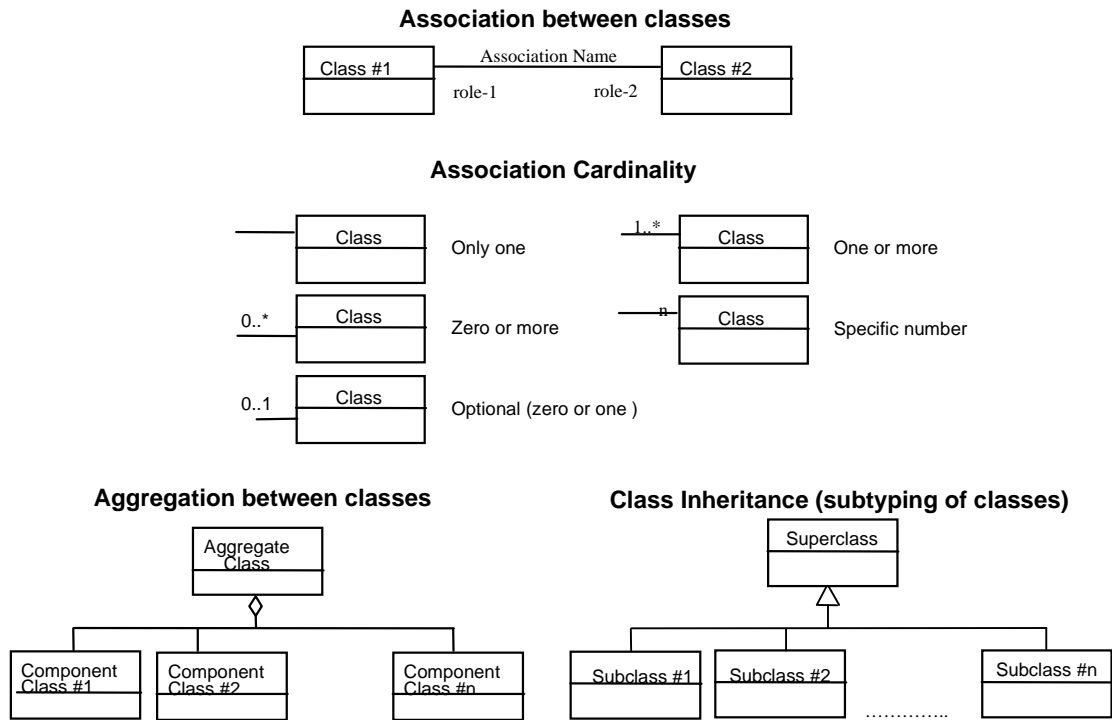 Association between classes
Class #1
Association Name
Class #2
role-1
role-2
Association Cardinality
Class
Only one
1..*
Class
One or more
0..*
Class
Zero or more
n
Class
Specific number
0..1
Class
Optional (zero or one )
Aggregation between classes
Aggregate
Class
Component
Class #1
Component
Class #2
Component
Class #n
Class Inheritance (subtyping of classes)
Superclass
Subclass #1
Subclass #2
…………..
Subclass #n